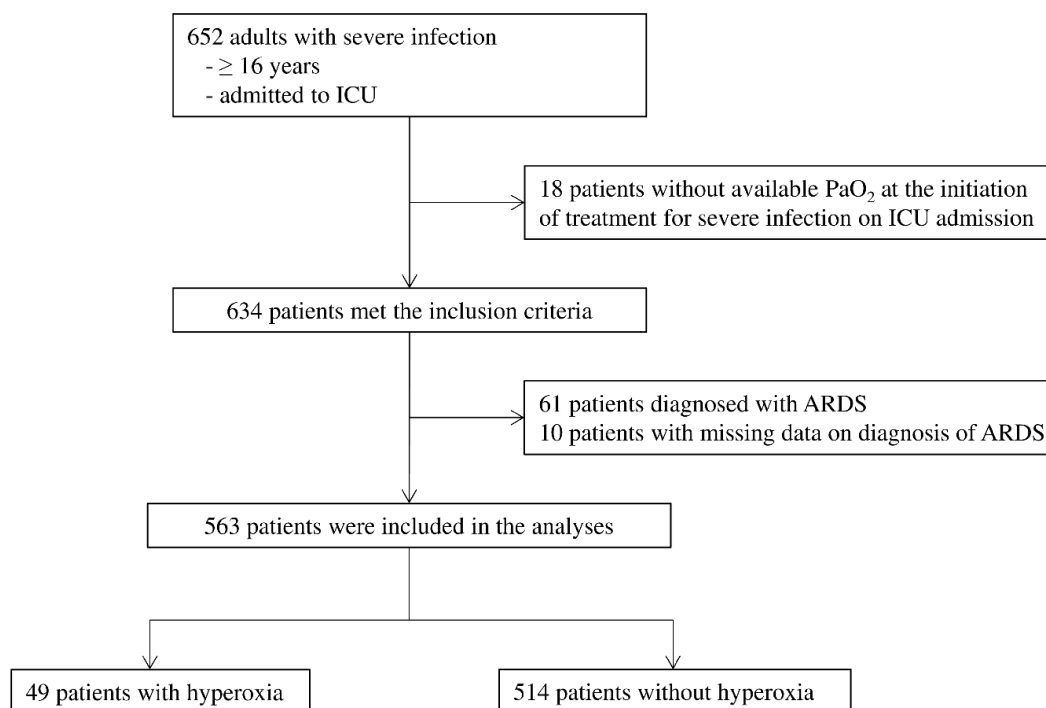 652 adults with severe infection
- ≥ 16 years
- admitted to ICU
18 patients without available PaO₂ at the initiation
of treatment for severe infection on ICU admission
634 patients met the inclusion criteria
61 patients diagnosed with ARDS
10 patients with missing data on diagnosis of ARDS
563 patients were included in the analyses
49 patients with hyperoxia
514 patients without hyperoxia